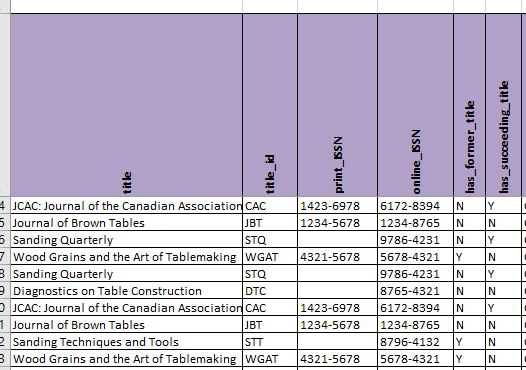 title title_id print_ISSN online_ISSN has_former_title has_succeeding_title
4 JCAC: Journal of the Canadian Association CAC 1423-6978 6172-8394 N Y
5 Journal of Brown Tables JBT 1234-5678 1234-8765 N N
6 Sanding Quarterly STQ 9786-4231 N Y
7 Wood Grains and the Art of Tablemaking WGAT 4321-5678 5678-4321 Y N
8 Sanding Quarterly STQ 9786-4231 N Y
9 Diagnostics on Table Construction DTC 8765-4321 N N
0 JCAC: Journal of the Canadian Association CAC 1423-6978 6172-8394 N Y
1 Journal of Brown Tables JBT 1234-5678 1234-8765 N N
2 Sanding Techniques and Tools STT 8796-4132 Y N
3 Wood Grains and the Art of Tablemaking WGAT 4321-5678 5678-4321 Y N